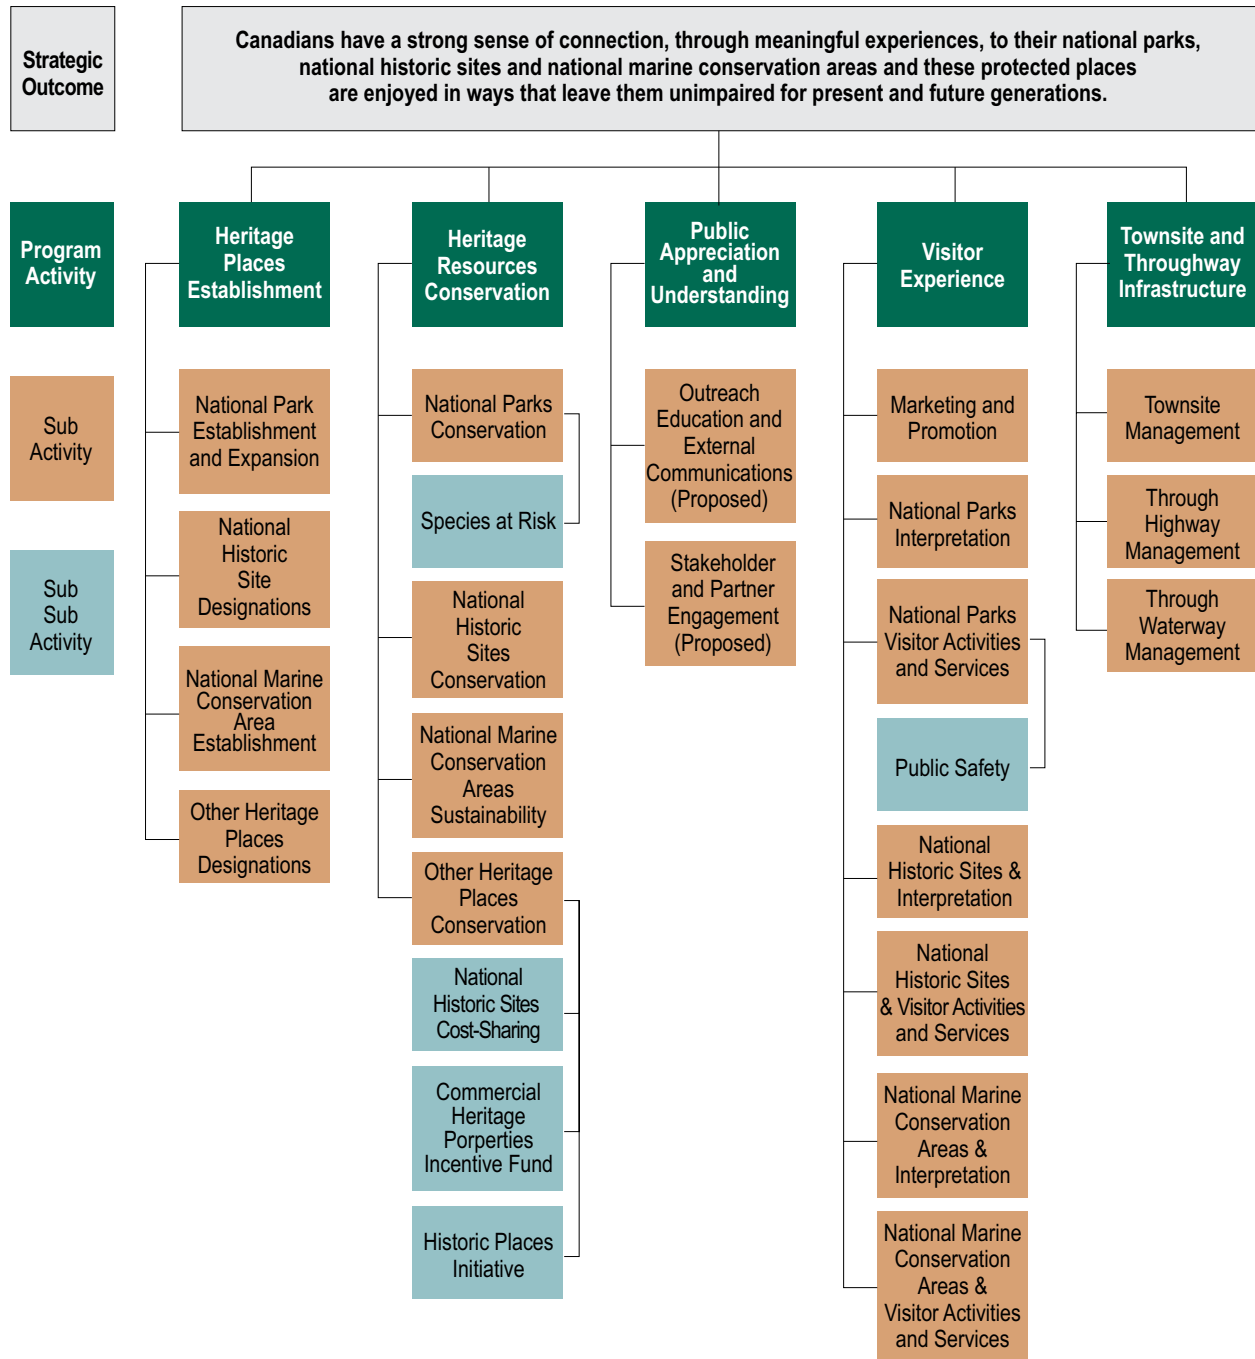 Strategic
Outcome
Canadians have a strong sense of connection, through meaningful experiences, to their national parks,
national historic sites and national marine conservation areas and these protected places
are enjoyed in ways that leave them unimpaired for present and future generations.
Program
Activity
Sub
Activity
Sub
Sub
Activity
Heritage
Places
Establishment
National Park
Establishment
and Expansion
National
Historic
Site
Designations
National Marine
Conservation
Area
Establishment
Other Heritage
Places
Designations
Heritage
Resources
Conservation
National Parks
Conservation
Species at Risk
National
Historic
Sites
Conservation
National Marine
Conservation
Areas
Sustainability
Other Heritage
Places
Conservation
National
Historic Sites
Cost-Sharing
Commercial
Heritage
Porperties
Incentive Fund
Historic Places
Initiative
Public
Appreciation
and
Understanding
Outreach
Education and
External
Communications
(Proposed)
Stakeholder
and Partner
Engagement
(Proposed)
Visitor
Experience
Marketing and
Promotion
National Parks
Interpretation
National Parks
Visitor Activities
and Services
Public Safety
National
Historic Sites &
Interpretation
National
Historic Sites
& Visitor Activities
and Services
National Marine
Conservation
Areas &
Interpretation
National Marine
Conservation
Areas &
Visitor Activities
and Services
Townsite and
Throughway
Infrastructure
Townsite
Management
Through
Highway
Management
Through
Waterway
Management